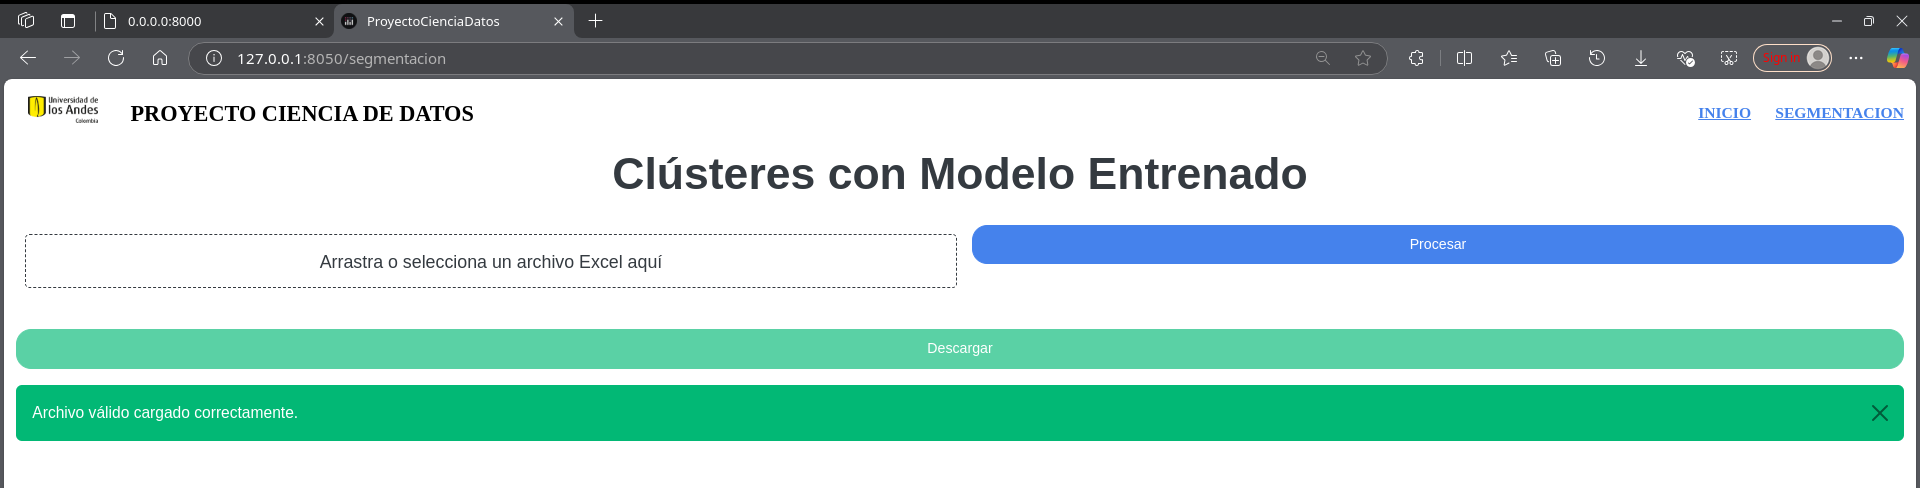 0.0.0.0:8000
ProyectoCienciaDatos
127.0.0.1:8050/segmentacion
Sign in
Universidad de
los Andes
Colombia
PROYECTO CIENCIA DE DATOS
INICIO
SEGMENTACION
Clústeres con Modelo Entrenado
Arrastra o selecciona un archivo Excel aquí
Procesar
Descargar
Archivo válido cargado correctamente.